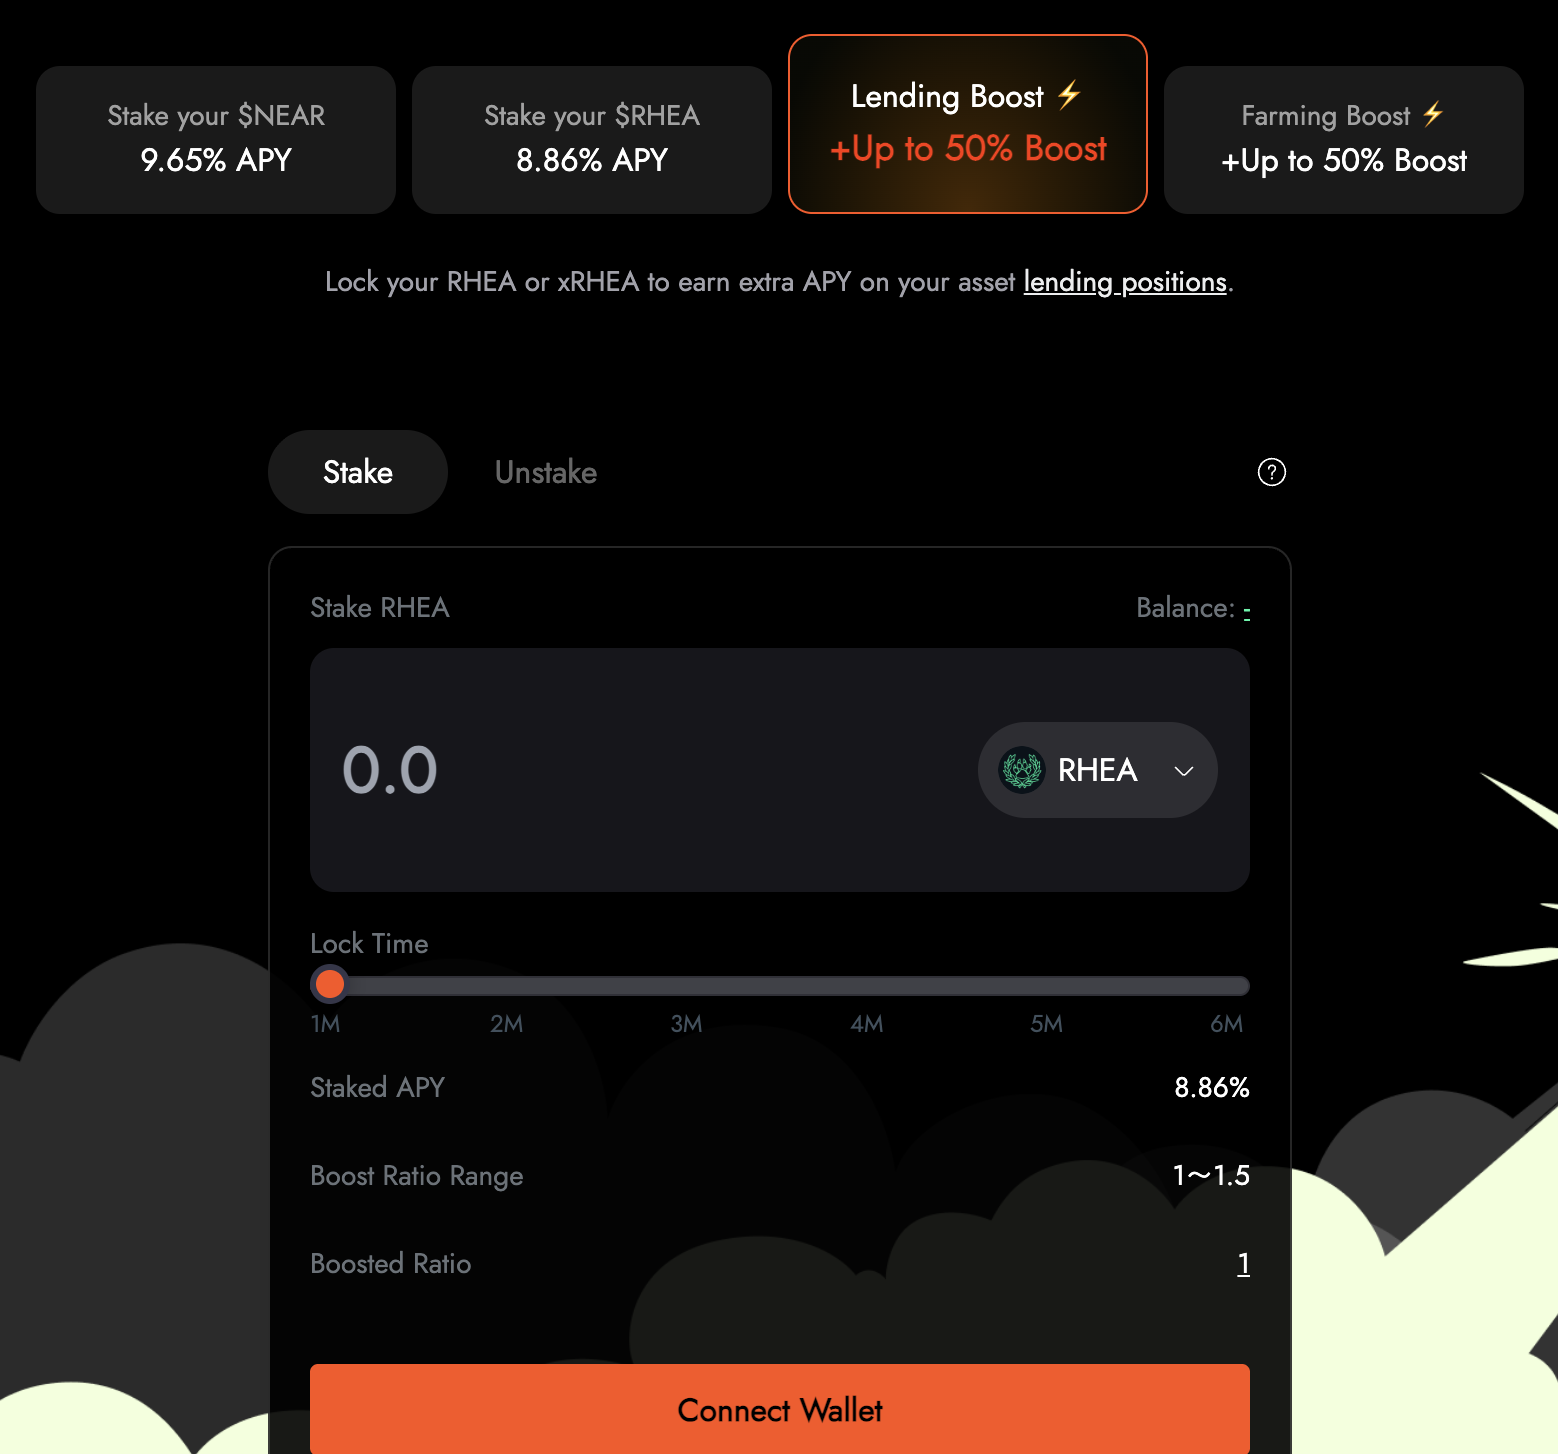 Stake your $NEAR
9.65% APY
Stake your $RHEA
8.86% APY
Lending Boost ⚡
+Up to 50% Boost
Farming Boost ⚡
+Up to 50% Boost
Lock your RHEA or xRHEA to earn extra APY on your asset lending positions.
Stake Unstake ?
Stake RHEA Balance: -
0.0 RHEA
Lock Time
1M 2M 3M 4M 5M 6M
Staked APY 8.86%
Boost Ratio Range 1～1.5
Boosted Ratio 1
Connect Wallet